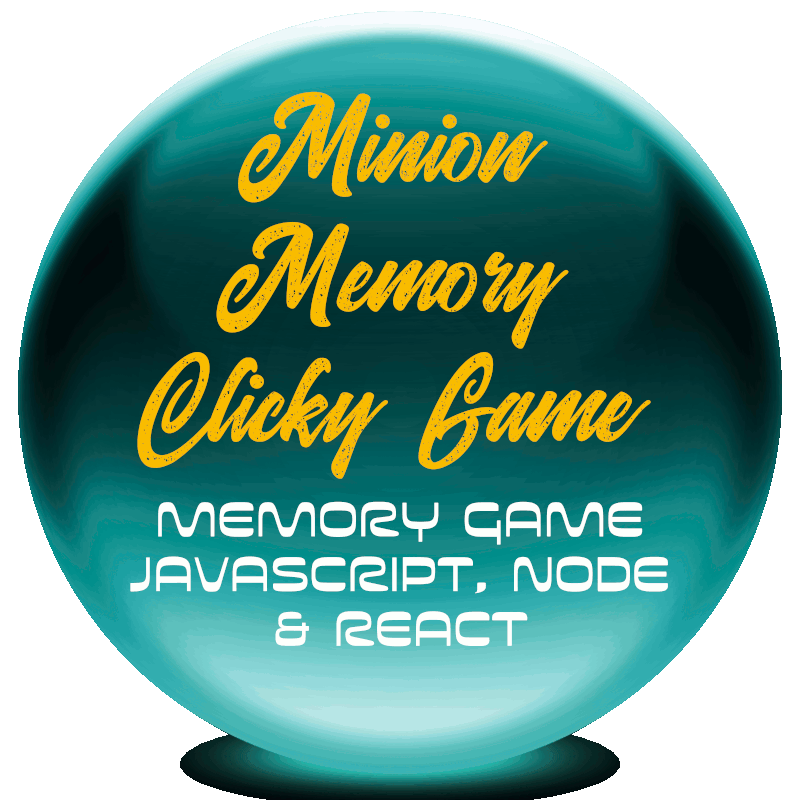 Minion
Memory
Clicky Game
MEMORY GAME
JAVASCRIPT, NODE
& REACT